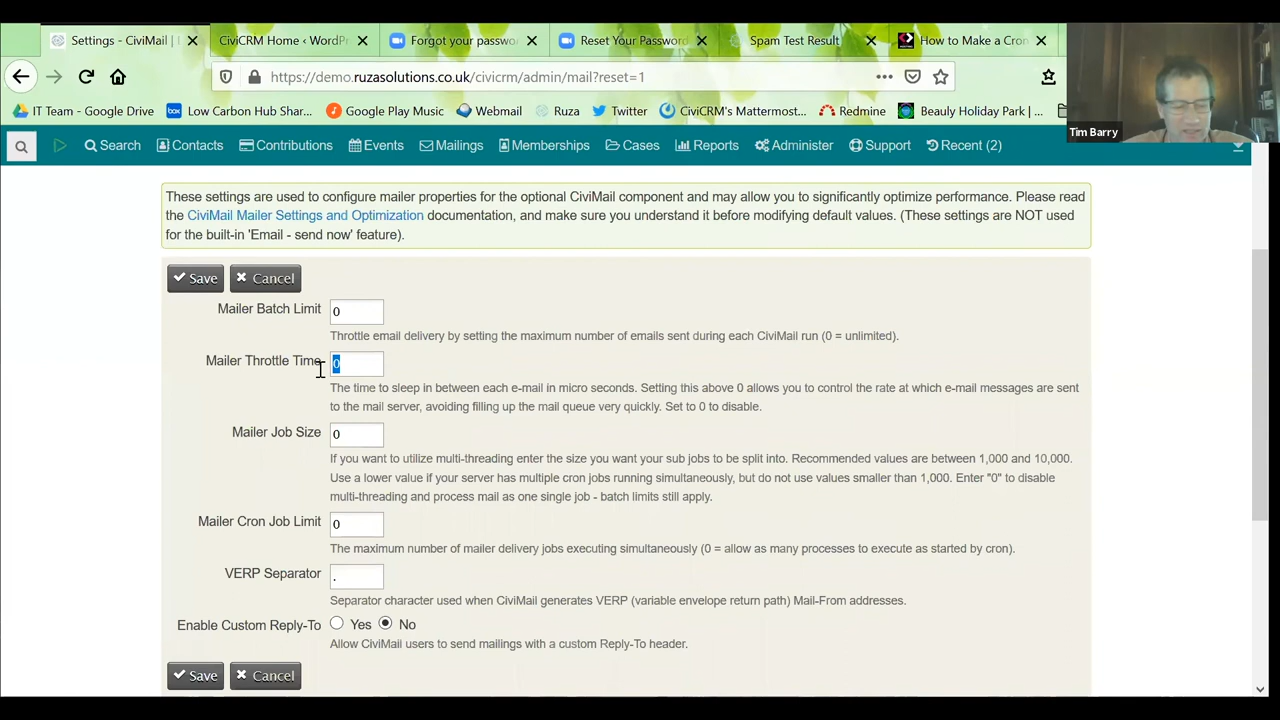 Settings - CiviMail |
CiviCRM Home ‹ WordPr
Forgot your passwo
Reset Your Password
Spam Test Result
How to Make a Cron
https://demo.ruzasolutions.co.uk/civicrm/admin/mail?reset=1
IT Team - Google Drive
box
Low Carbon Hub Shar...
Google Play Music
Webmail
Ruza
Twitter
CiviCRM's Mattermost...
Redmine
Beauly Holiday Park | ...
Tim Barry
Search
Contacts
Contributions
Events
Mailings
Memberships
Cases
Reports
Administer
Support
Recent (2)
These settings are used to configure mailer properties for the optional CiviMail component and may allow you to significantly optimize performance. Please read
the CiviMail Mailer Settings and Optimization documentation, and make sure you understand it before modifying default values. (These settings are NOT used
for the built-in 'Email - send now' feature).
Save
Cancel
Mailer Batch Limit 0
Throttle email delivery by setting the maximum number of emails sent during each CiviMail run (0 = unlimited).
Mailer Throttle Time 0
The time to sleep in between each e-mail in micro seconds. Setting this above 0 allows you to control the rate at which e-mail messages are sent
to the mail server, avoiding filling up the mail queue very quickly. Set to 0 to disable.
Mailer Job Size 0
If you want to utilize multi-threading enter the size you want your sub jobs to be split into. Recommended values are between 1,000 and 10,000.
Use a lower value if your server has multiple cron jobs running simultaneously, but do not use values smaller than 1,000. Enter "0" to disable
multi-threading and process mail as one single job - batch limits still apply.
Mailer Cron Job Limit 0
The maximum number of mailer delivery jobs executing simultaneously (0 = allow as many processes to execute as started by cron).
VERP Separator .
Separator character used when CiviMail generates VERP (variable envelope return path) Mail-From addresses.
Enable Custom Reply-To Yes No
Allow CiviMail users to send mailings with a custom Reply-To header.
Save
Cancel